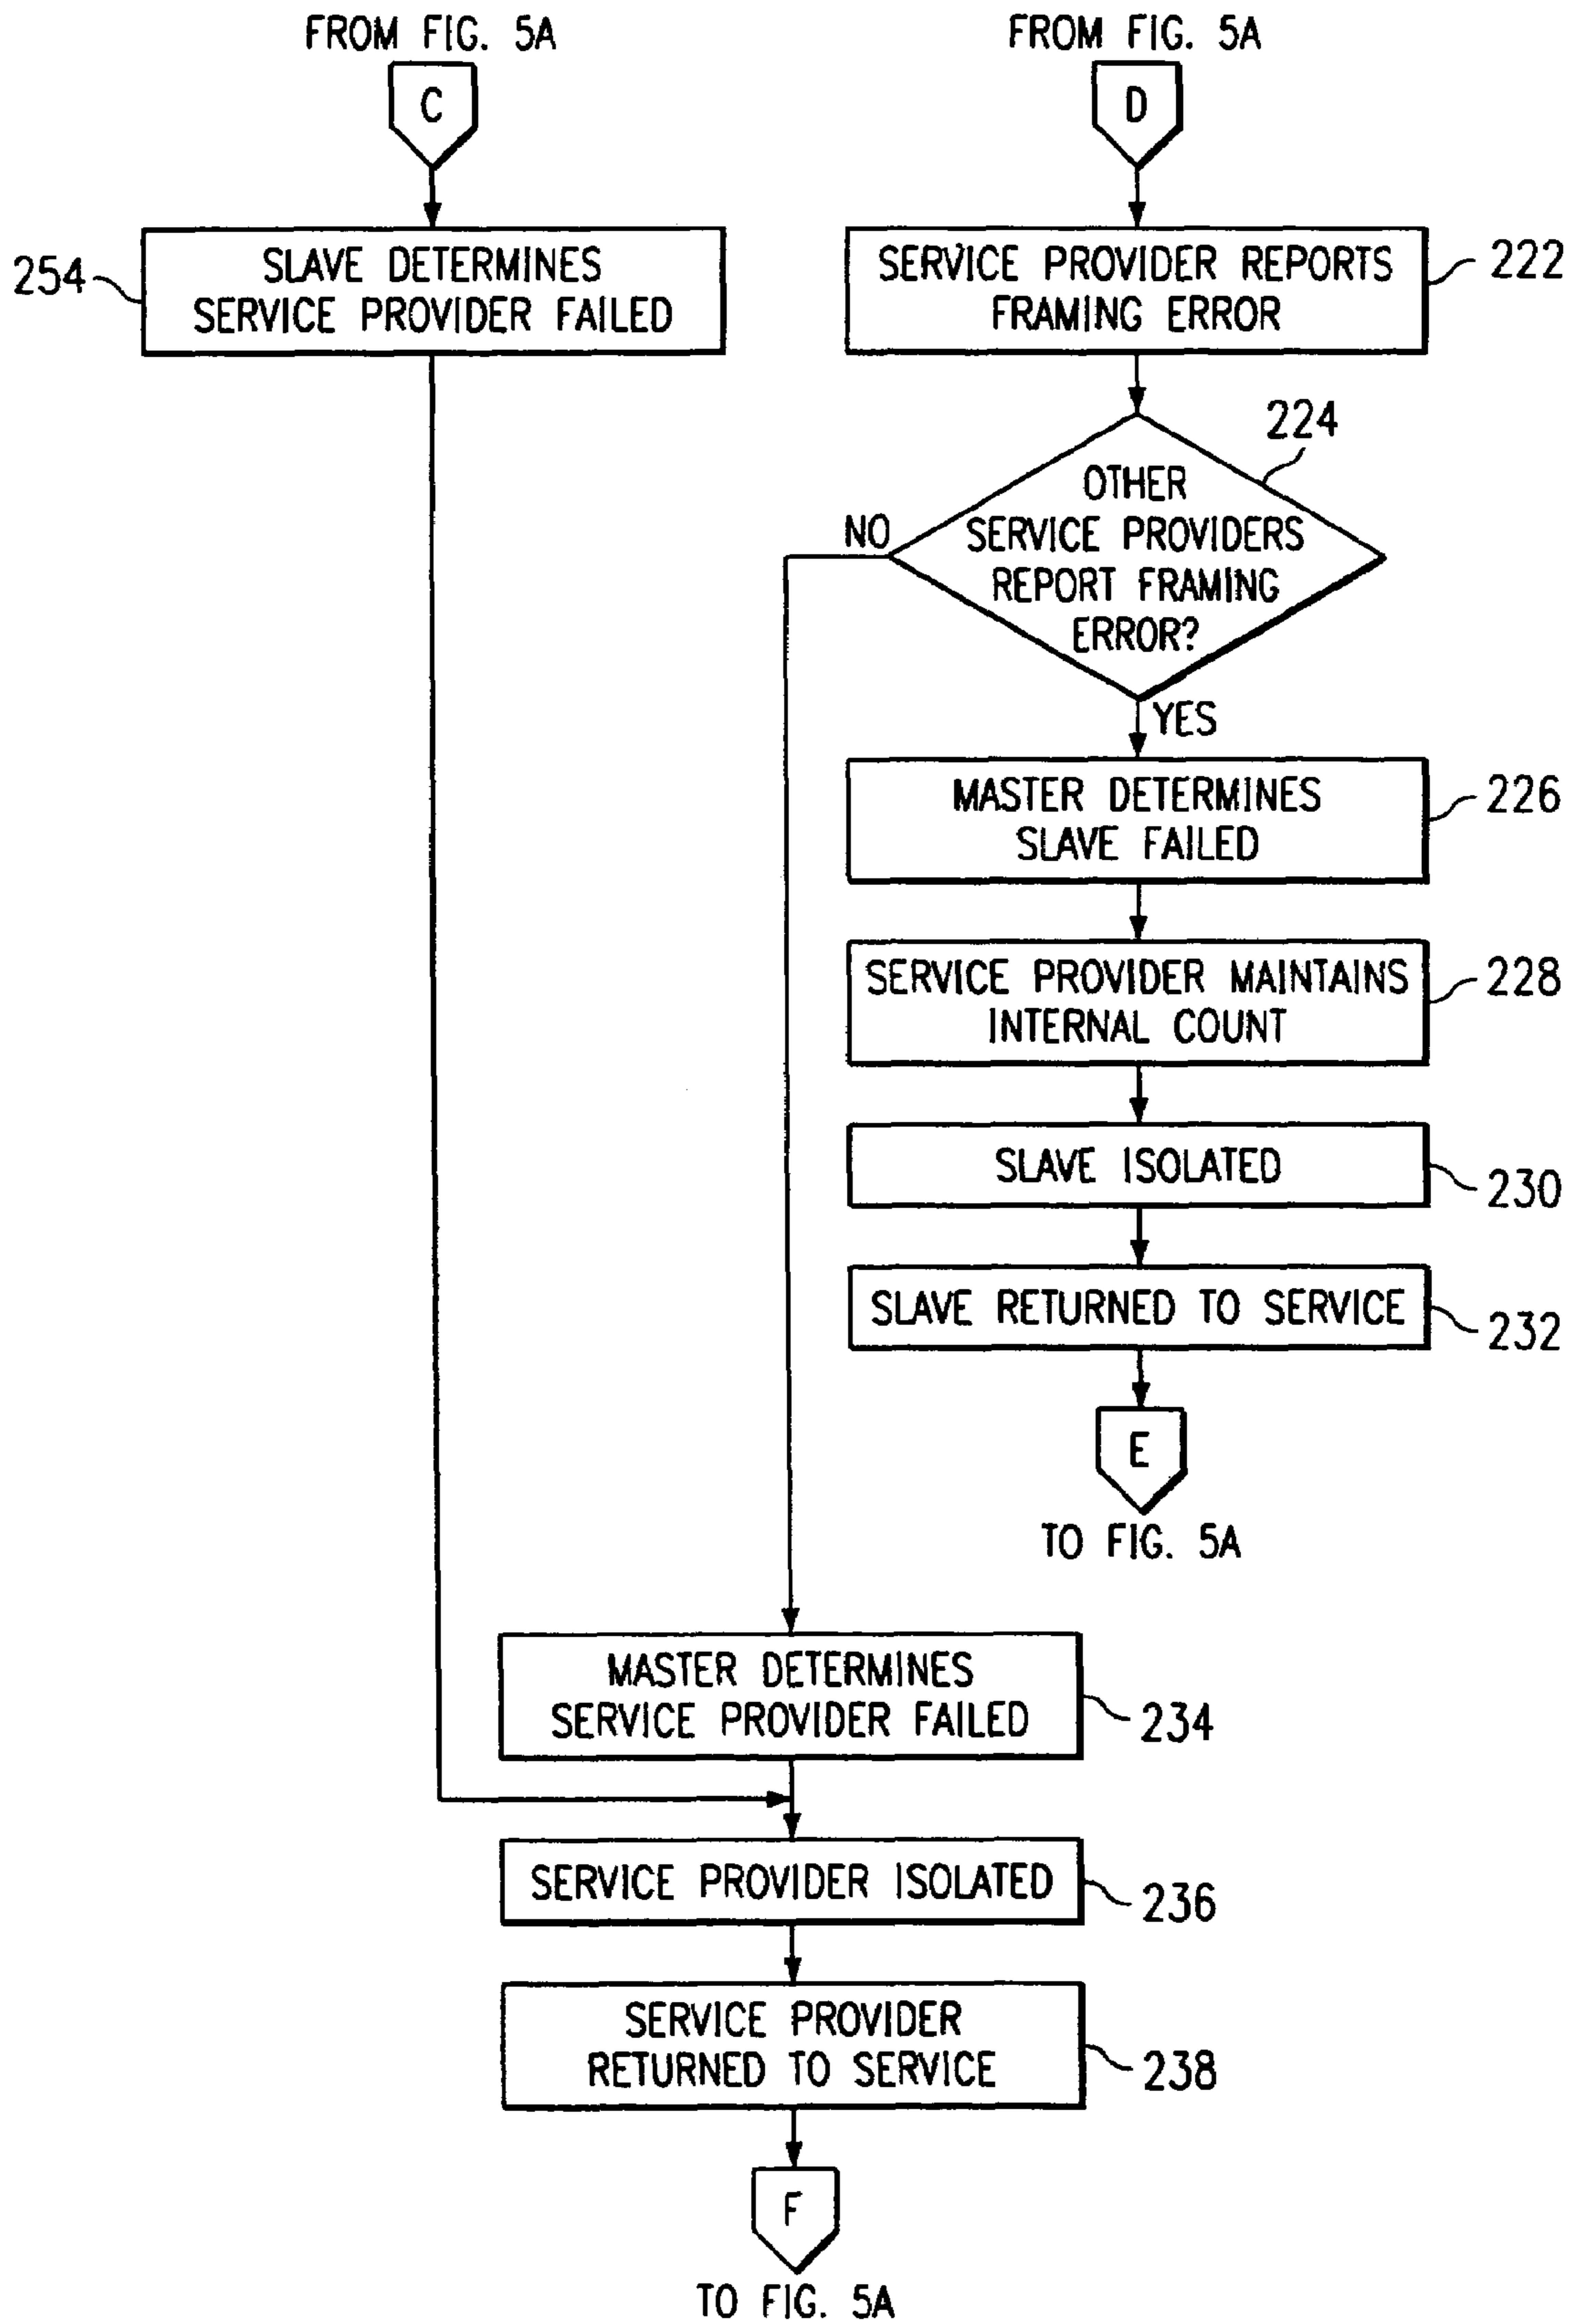 FROM FIG. 5A
C
254
SLAVE DETERMINES
SERVICE PROVIDER FAILED
FROM FIG. 5A
D
SERVICE PROVIDER REPORTS
FRAMING ERROR
222
224
OTHER
SERVICE PROVIDERS
REPORT FRAMING
ERROR?
NO
YES
MASTER DETERMINES
SLAVE FAILED
226
SERVICE PROVIDER MAINTAINS
INTERNAL COUNT
228
SLAVE ISOLATED
230
SLAVE RETURNED TO SERVICE
232
E
TO FIG. 5A
MASTER DETERMINES
SERVICE PROVIDER FAILED
234
SERVICE PROVIDER ISOLATED
236
SERVICE PROVIDER
RETURNED TO SERVICE
238
F
TO FIG. 5A